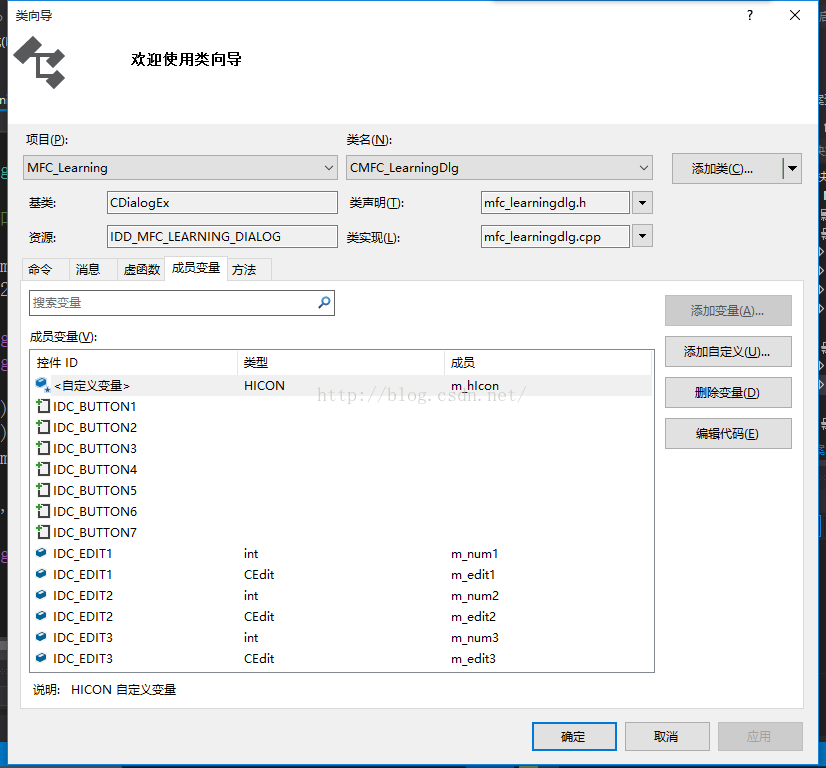 类向导
?
欢迎使用类向导
项目(P):
类名(N):
MFC_Learning
CMFC_LearningDlg
添加类(C)...
基类:
CDialogEx
类声明(T):
mfc_learningdlg.h
资源:
IDD_MFC_LEARNING_DIALOG
类实现(L):
mfc_learningdlg.cpp
命令 消息 虚函数 成员变量 方法
搜索变量
添加变量(A)...
成员变量(V):
添加自定义(U)...
控件 ID 类型 成员
<自定义变量> HICON m_hIcon
删除变量(D)
http://blog.csdn.net/
IDC_BUTTON1
IDC_BUTTON2
编辑代码(E)
IDC_BUTTON3
IDC_BUTTON4
IDC_BUTTON5
IDC_BUTTON6
IDC_BUTTON7
IDC_EDIT1 int m_num1
IDC_EDIT1 CEdit m_edit1
IDC_EDIT2 int m_num2
IDC_EDIT2 CEdit m_edit2
IDC_EDIT3 int m_num3
IDC_EDIT3 CEdit m_edit3
说明: HICON 自定义变量
确定 取消 应用